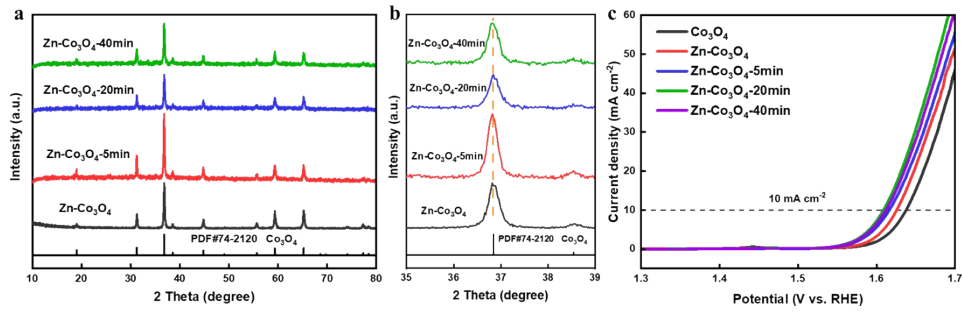 a
Zn-Co₃O₄-40min
Zn-Co₃O₄-20min
Zn-Co₃O₄-5min
Zn-Co₃O₄
PDF#74-2120 Co₃O₄
Intensity (a.u.)
10 20 30 40 50 60 70 80
2 Theta (degree)
b
Zn-Co₃O₄-40min
Zn-Co₃O₄-20min
Zn-Co₃O₄-5min
Zn-Co₃O₄
PDF#74-2120 Co₃O₄
Intensity (a.u.)
35 36 37 38 39
2 Theta (degree)
c
Co₃O₄
Zn-Co₃O₄
Zn-Co₃O₄-5min
Zn-Co₃O₄-20min
Zn-Co₃O₄-40min
10 mA cm⁻²
Current density (mA cm⁻²)
60
50
40
30
20
10
0
1.3 1.4 1.5 1.6 1.7
Potential (V vs. RHE)